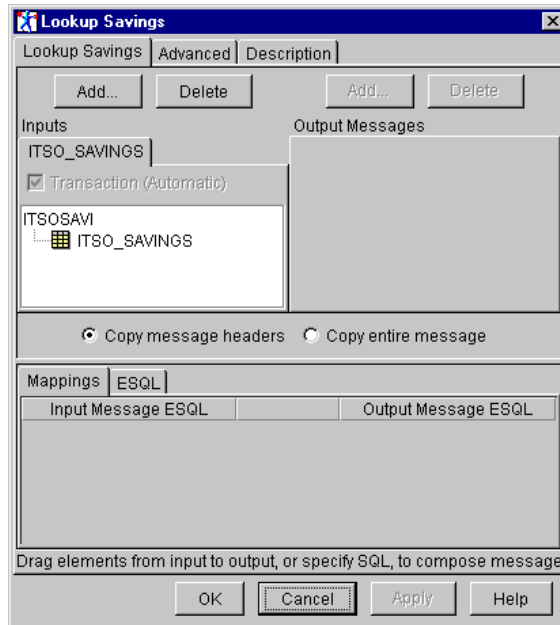 Lookup Savings
Lookup Savings Advanced Description
Add... Delete Add... Delete
Inputs Output Messages
ITSO_SAVINGS
Transaction (Automatic)
ITSOSAVI
ITSO_SAVINGS
Copy message headers Copy entire message
Mappings ESQL
Input Message ESQL Output Message ESQL
Drag elements from input to output, or specify SQL, to compose message
OK Cancel Apply Help